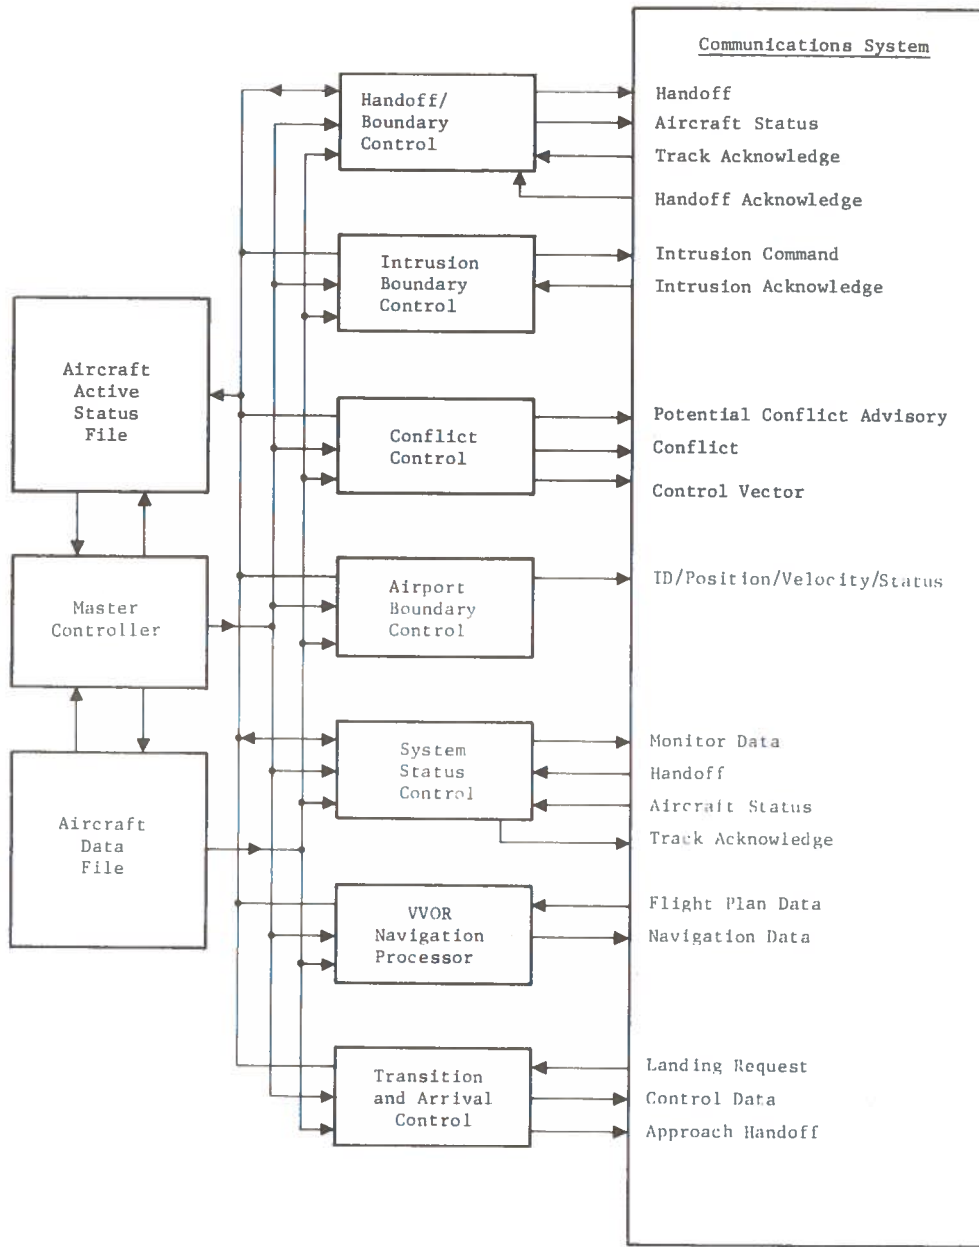 Communications System
Handoff/
Boundary
Control
Handoff
Aircraft Status
Track Acknowledge
Handoff Acknowledge
Intrusion
Boundary
Control
Intrusion Command
Intrusion Acknowledge
Aircraft
Active
Status
File
Conflict
Control
Potential Conflict Advisory
Conflict
Control Vector
Master
Controller
Airport
Boundary
Control
ID/Position/Velocity/Status
Aircraft
Data
File
System
Status
Control
Monitor Data
Handoff
Aircraft Status
Track Acknowledge
VVOR
Navigation
Processor
Flight Plan Data
Navigation Data
Transition
and Arrival
Control
Landing Request
Control Data
Approach Handoff